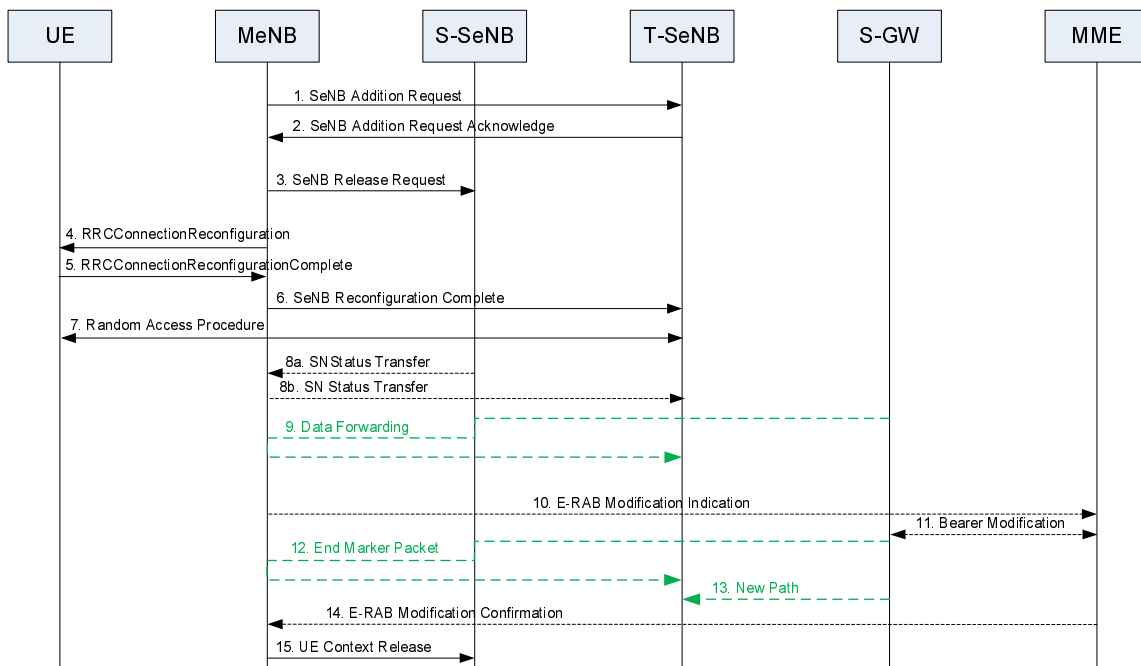 UE
MeNB
S-SeNB
T-SeNB
S-GW
MME
1. SeNB Addition Request
2. SeNB Addition Request Acknowledge
3. SeNB Release Request
4. RRCConnectionReconfiguration
5. RRCConnectionReconfigurationComplete
6. SeNB Reconfiguration Complete
7. Random Access Procedure
8a. SNStatus Transfer
8b. SN Status Transfer
9. Data Forwarding
10. E-RAB Modification Indication
11. Bearer Modification
12. End Marker Packet
13. New Path
14. E-RAB Modification Confirmation
15. UE Context Release